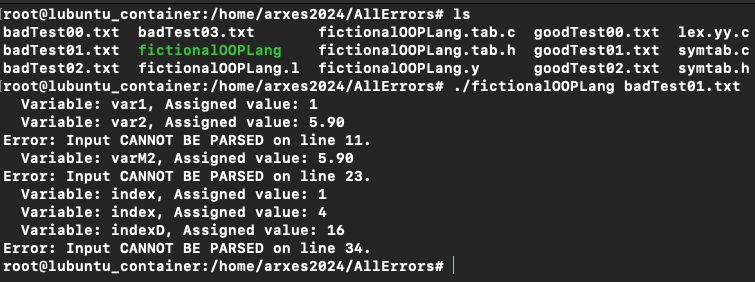 [root@lubuntu_container:/home/arxes2024/AllErrors# ls
badTest00.txt  badTest03.txt       fictionalOOPLang.tab.c  goodTest00.txt  lex.yy.c
badTest01.txt  fictionalOOPLang    fictionalOOPLang.tab.h  goodTest01.txt  symtab.c
badTest02.txt  fictionalOOPLang.l  fictionalOOPLang.y      goodTest02.txt  symtab.h
[root@lubuntu_container:/home/arxes2024/AllErrors# ./fictionalOOPLang badTest01.txt
  Variable: var1, Assigned value: 1
  Variable: var2, Assigned value: 5.90
Error: Input CANNOT BE PARSED on line 11.
  Variable: varM2, Assigned value: 5.90
Error: Input CANNOT BE PARSED on line 23.
  Variable: index, Assigned value: 1
  Variable: index, Assigned value: 4
  Variable: indexD, Assigned value: 16
Error: Input CANNOT BE PARSED on line 34.
root@lubuntu_container:/home/arxes2024/AllErrors#